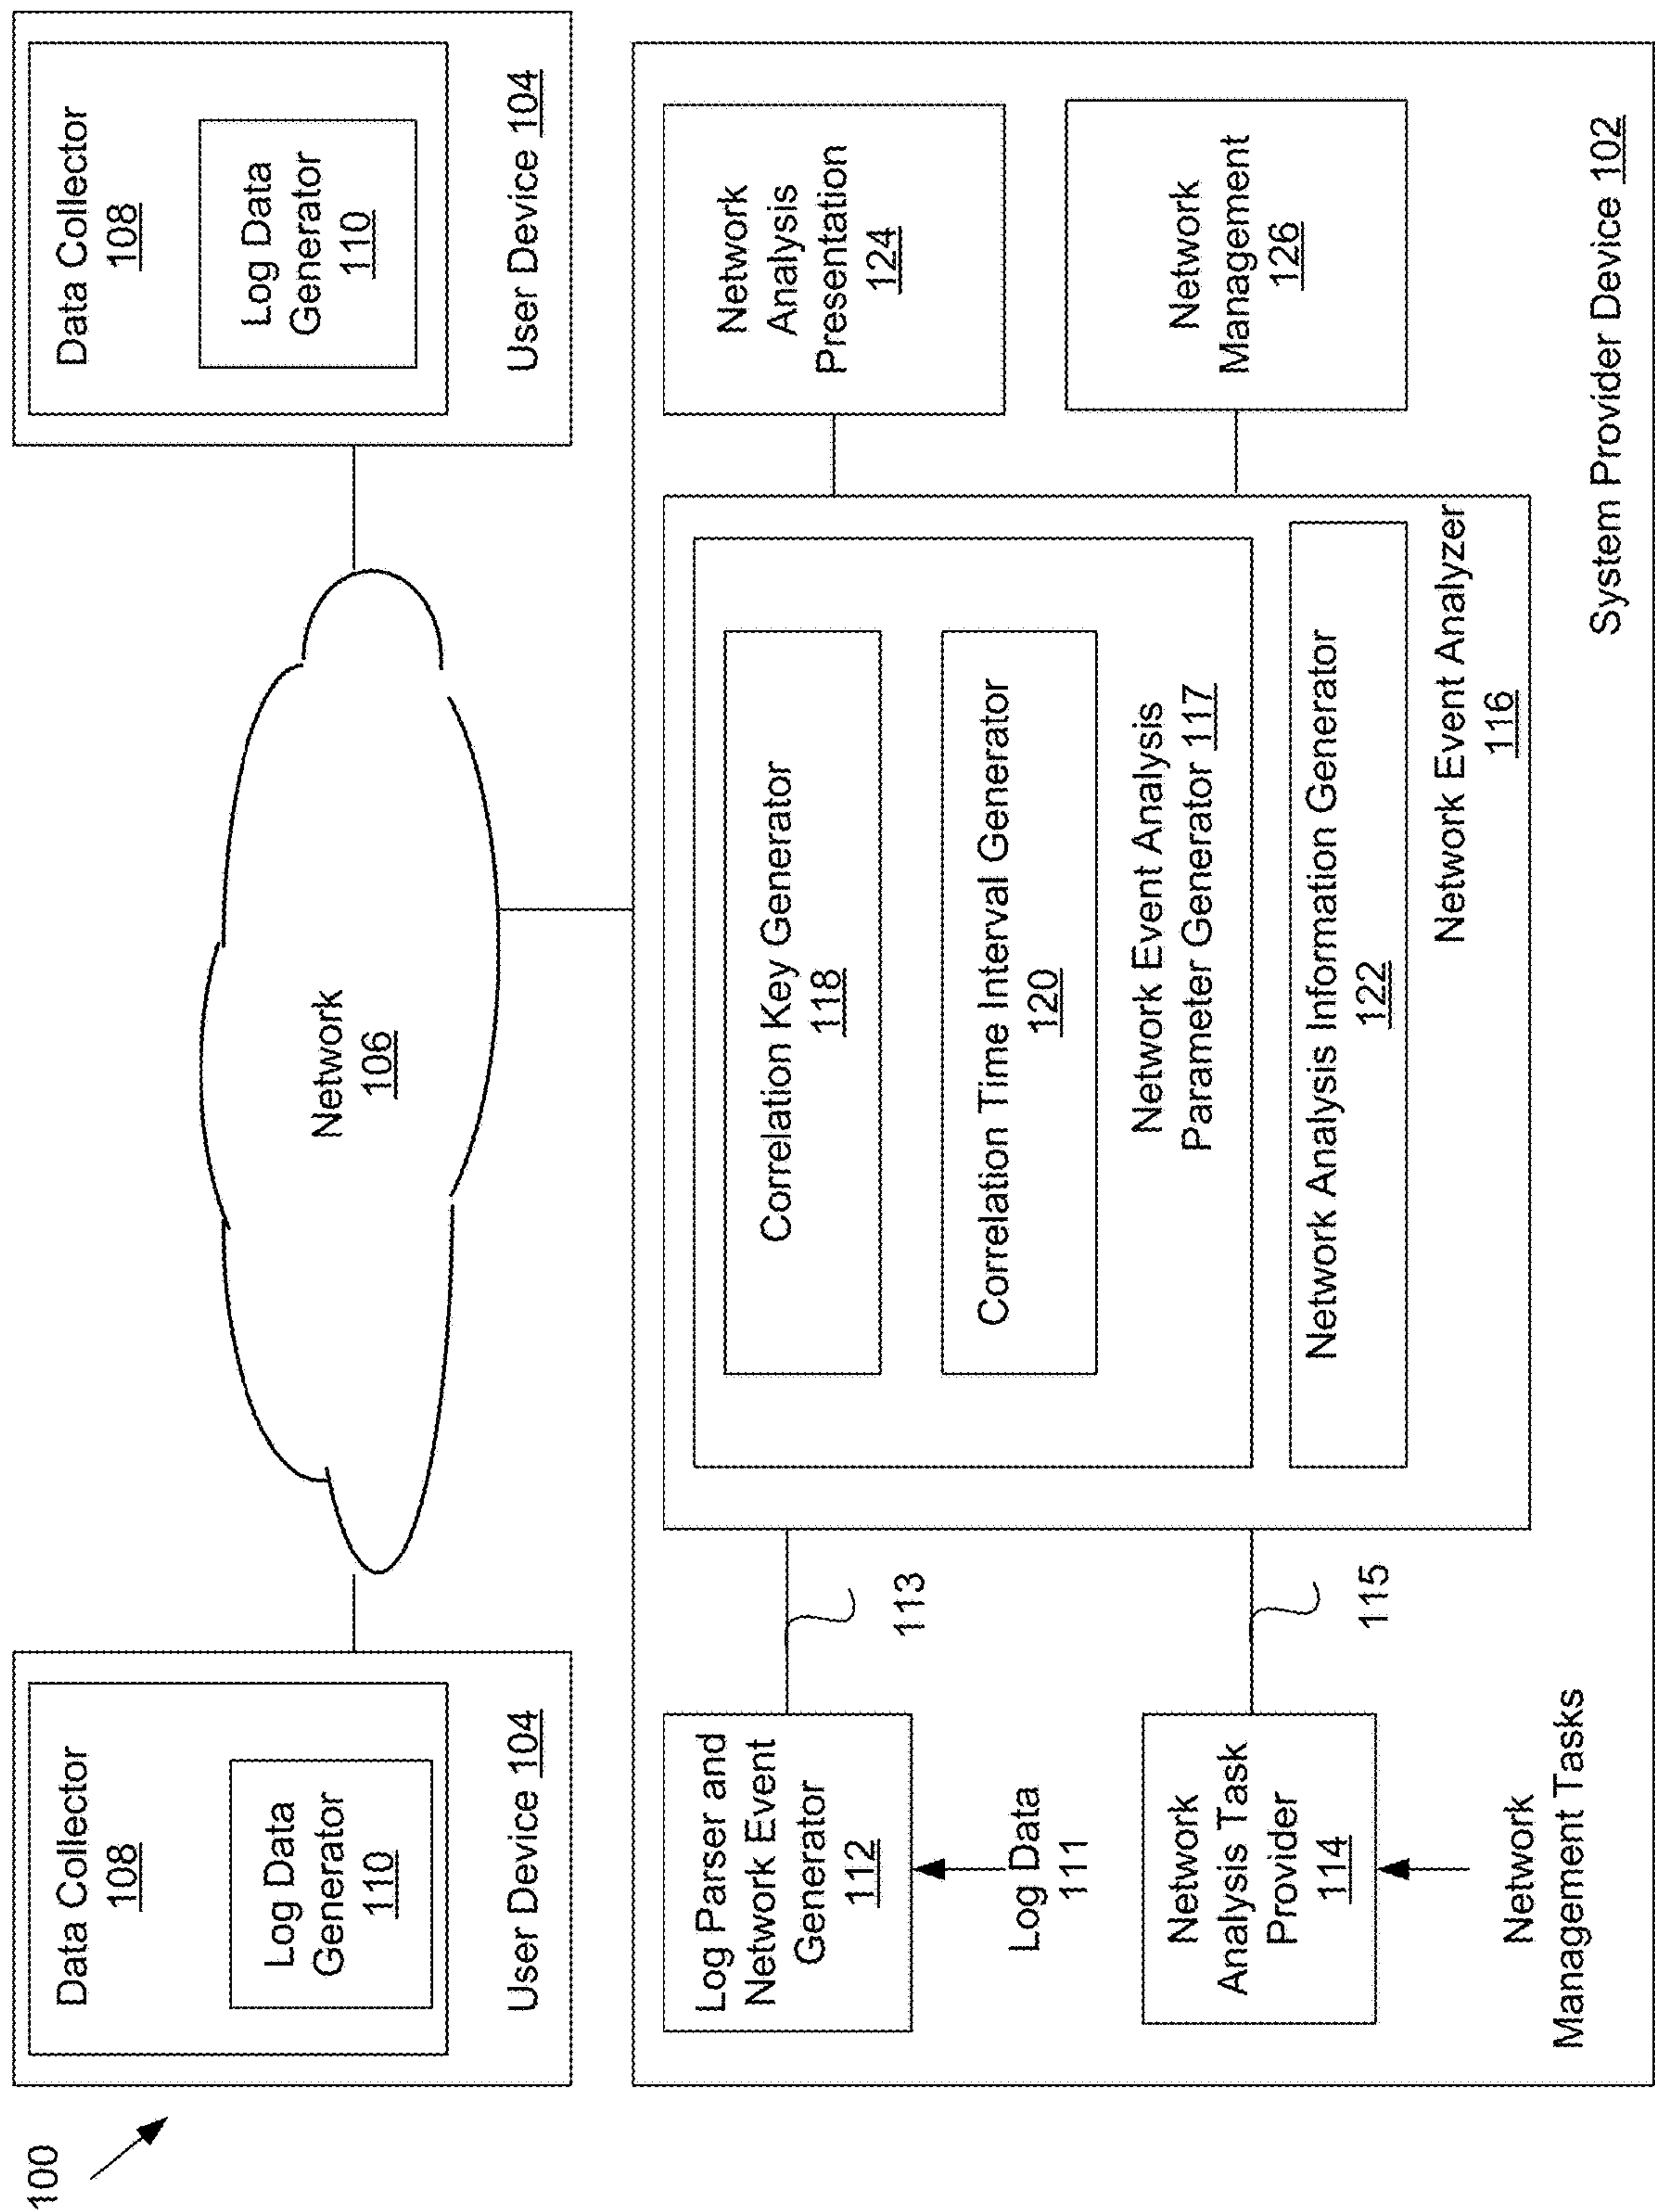 100
Data Collector
108
Log Data
Generator
110
User Device 104
Network
106
Data Collector
108
Log Data
Generator
110
User Device 104
Log Parser and
Network Event
Generator
112
Log Data
111
113
Network
Analysis Task
Provider
114
115
Network
Management Tasks
Correlation Key Generator
118
Correlation Time Interval Generator
120
Network Event Analysis
Parameter Generator 117
Network Analysis Information Generator
122
Network Event Analyzer
116
Network
Analysis
Presentation
124
Network
Management
126
System Provider Device 102